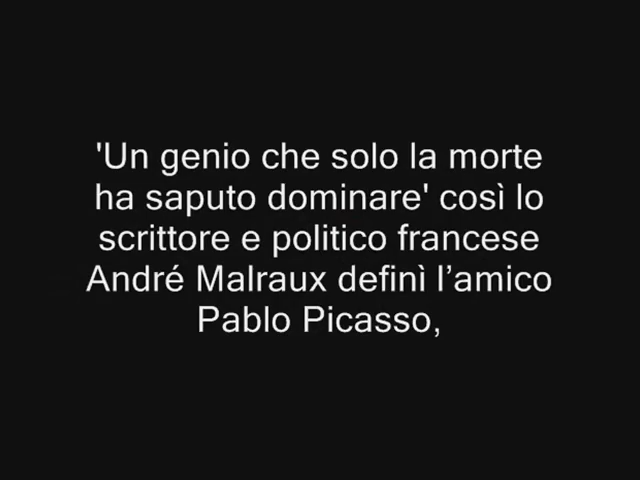 'Un genio che solo la morte
ha saputo dominare' così lo
scrittore e politico francese
André Malraux definì l’amico
Pablo Picasso,